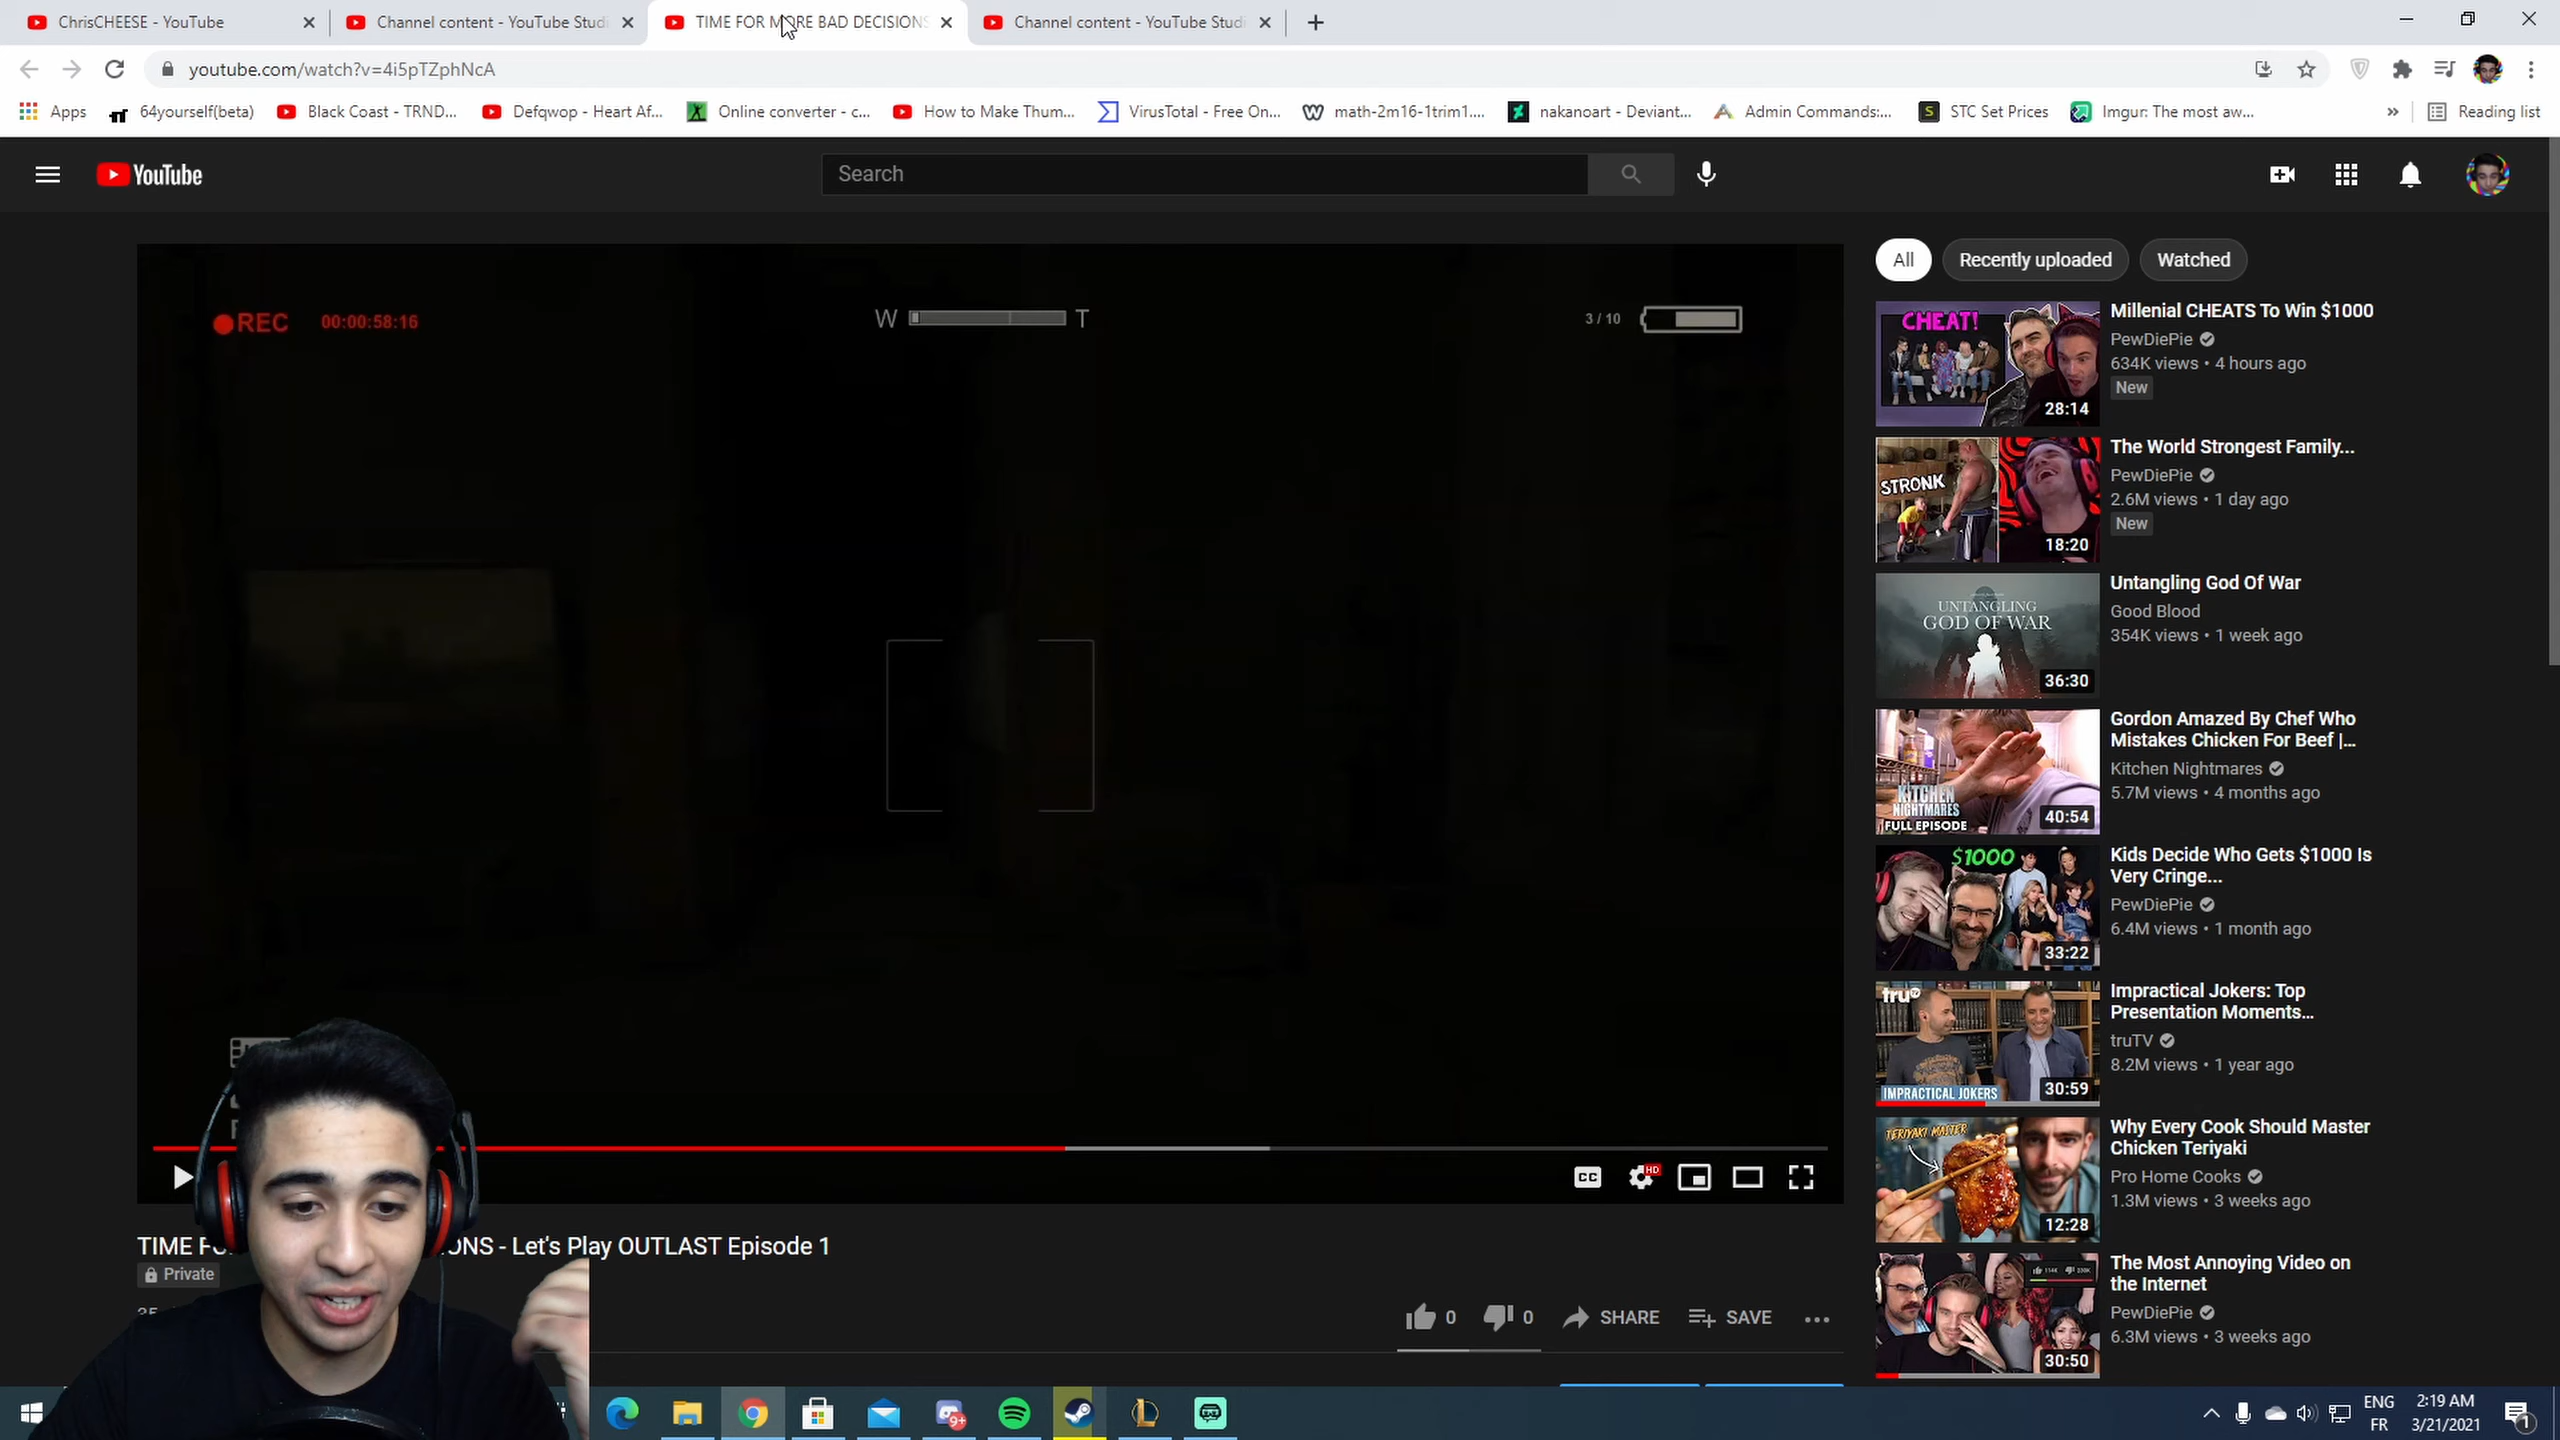 ChrisCHEESE - YouTube
Channel content - YouTube Studi
TIME FOR MORE BAD DECISIONS
Channel content - YouTube Studi
youtube.com/watch?v=4i5pTZphNcA
Apps
64yourself(beta)
Black Coast - TRND...
Defqwop - Heart Af...
Online converter - c...
How to Make Thum...
VirusTotal - Free On...
math-2m16-1trim1....
nakanoart - Deviant...
Admin Commands:...
STC Set Prices
Imgur: The most aw...
»
Reading list
YouTube
Search
REC 00:00:58:16
W T
3 / 10
All
Recently uploaded
Watched
CHEAT!
28:14
Millenial CHEATS To Win $1000
PewDiePie
634K views • 4 hours ago
New
STRONK
18:20
The World Strongest Family...
PewDiePie
2.6M views • 1 day ago
New
UNTANGLING
GOD OF WAR
36:30
Untangling God Of War
Good Blood
354K views • 1 week ago
KITCHEN
NIGHTMARES
FULL EPISODE
40:54
Gordon Amazed By Chef Who
Mistakes Chicken For Beef |...
Kitchen Nightmares
5.7M views • 4 months ago
$1000
33:22
Kids Decide Who Gets $1000 Is
Very Cringe...
PewDiePie
6.4M views • 1 month ago
truTV
IMPRACTICAL JOKERS
30:59
Impractical Jokers: Top
Presentation Moments...
truTV
8.2M views • 1 year ago
TERIYAKI MASTER
12:28
Why Every Cook Should Master
Chicken Teriyaki
Pro Home Cooks
1.3M views • 3 weeks ago
30:50
The Most Annoying Video on
the Internet
PewDiePie
6.3M views • 3 weeks ago
CC
HD
TIME FO
IONS - Let's Play OUTLAST Episode 1
Private
0
0
SHARE
SAVE
9+
ENG
FR
2:19 AM
3/21/2021
1